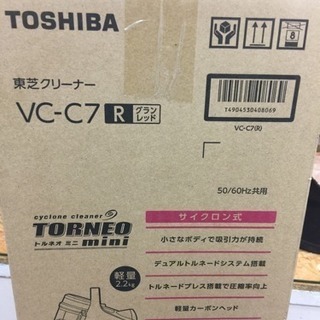 TOSHIBA
8
東芝クリーナー
VC-C7 R グランレッド
Y4904530408069
VC-C7(R)
50/60Hz共用
cyclone cleaner
TORNEO
トルネオ ミニ mini
サイクロン式
小さなボディで吸引力が持続
デュアルトルネードシステム搭載
軽量
2.2kg
トルネードプレス搭載で圧縮率向上
軽量カーボンヘッド